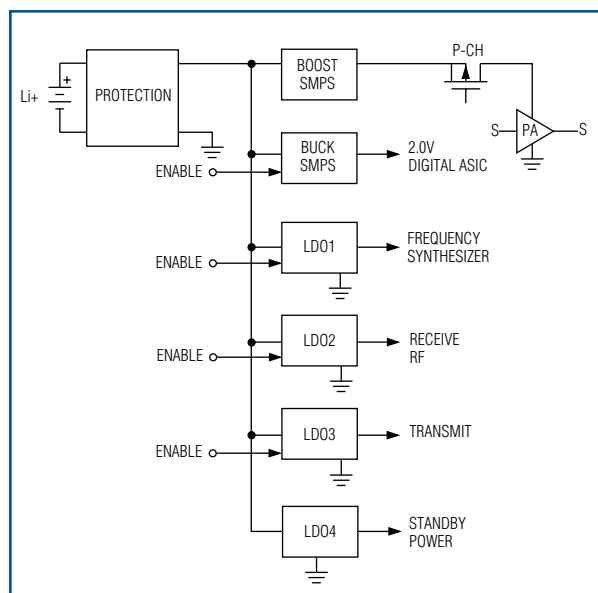 P-CH
BOOST
SMPS
+
Li+
PROTECTION
S
PA
S
BUCK
SMPS
2.0V
DIGITAL ASIC
ENABLE
LDO1
FREQUENCY
SYNTHESIZER
ENABLE
LDO2
RECEIVE
RF
ENABLE
LDO3
TRANSMIT
ENABLE
LDO4
STANDBY
POWER